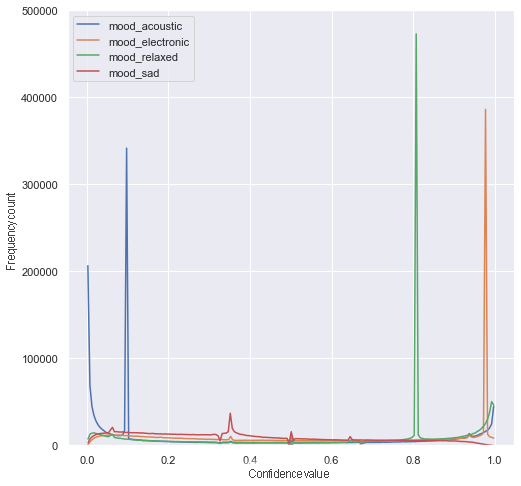 500000
400000
300000
200000
100000
0
Frequency count
mood_acoustic
mood_electronic
mood_relaxed
mood_sad
0.0 0.2 0.4 0.6 0.8 1.0
Confidence value